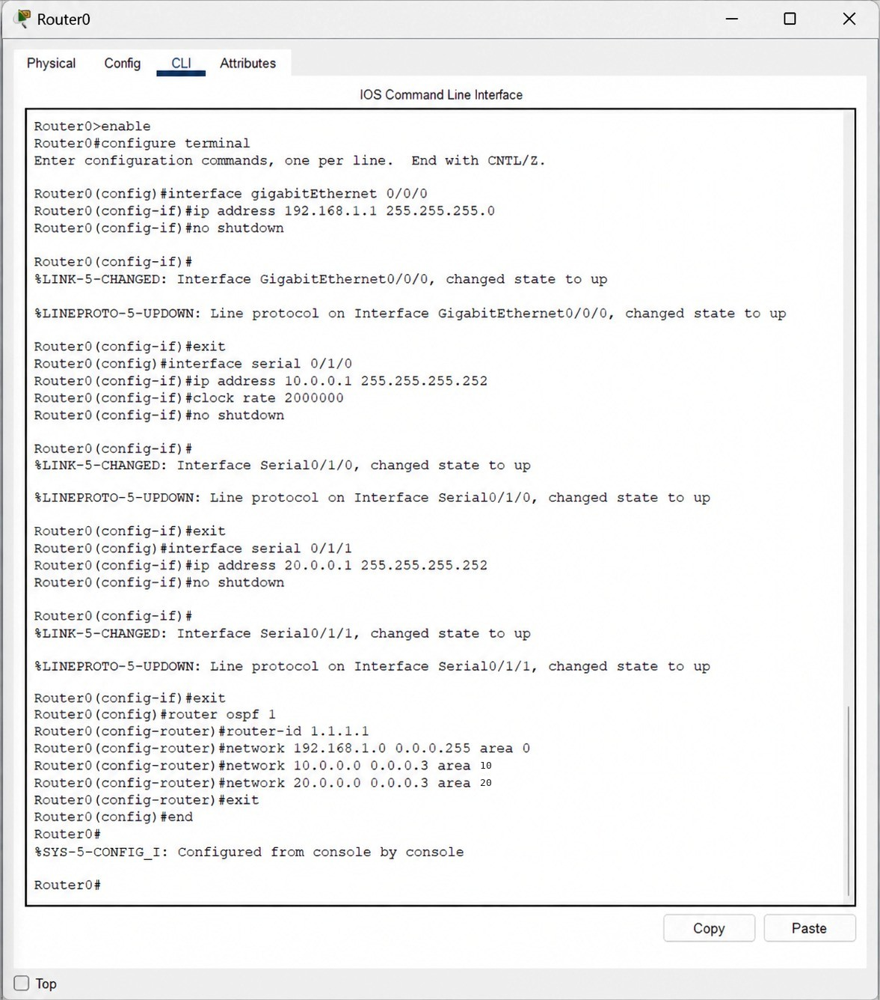 Router0
Physical Config CLI Attributes
IOS Command Line Interface
Router0>enable
Router0#configure terminal
Enter configuration commands, one per line.  End with CNTL/Z.
Router0(config)#interface gigabitEthernet 0/0/0
Router0(config-if)#ip address 192.168.1.1 255.255.255.0
Router0(config-if)#no shutdown
Router0(config-if)#
%LINK-5-CHANGED: Interface GigabitEthernet0/0/0, changed state to up
%LINEPROTO-5-UPDOWN: Line protocol on Interface GigabitEthernet0/0/0, changed state to up
Router0(config-if)#exit
Router0(config)#interface serial 0/1/0
Router0(config-if)#ip address 10.0.0.1 255.255.255.252
Router0(config-if)#clock rate 2000000
Router0(config-if)#no shutdown
Router0(config-if)#
%LINK-5-CHANGED: Interface Serial0/1/0, changed state to up
%LINEPROTO-5-UPDOWN: Line protocol on Interface Serial0/1/0, changed state to up
Router0(config-if)#exit
Router0(config)#interface serial 0/1/1
Router0(config-if)#ip address 20.0.0.1 255.255.255.252
Router0(config-if)#no shutdown
Router0(config-if)#
%LINK-5-CHANGED: Interface Serial0/1/1, changed state to up
%LINEPROTO-5-UPDOWN: Line protocol on Interface Serial0/1/1, changed state to up
Router0(config-if)#exit
Router0(config)#router ospf 1
Router0(config-router)#router-id 1.1.1.1
Router0(config-router)#network 192.168.1.0 0.0.0.255 area 0
Router0(config-router)#network 10.0.0.0 0.0.0.3 area 10
Router0(config-router)#network 20.0.0.0 0.0.0.3 area 20
Router0(config-router)#exit
Router0(config)#end
Router0#
%SYS-5-CONFIG_I: Configured from console by console
Router0#
Copy Paste
Top